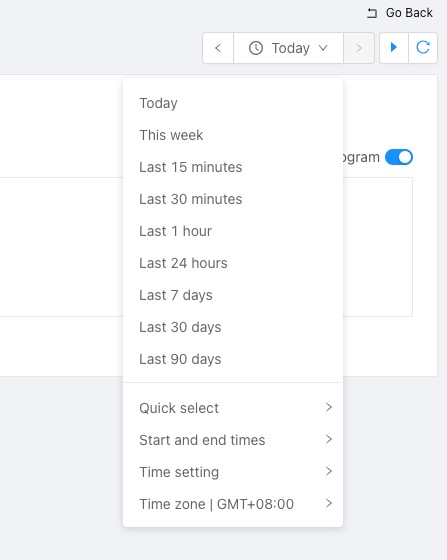 Go Back
Today
Today
This week
ogram
Last 15 minutes
Last 30 minutes
Last 1 hour
Last 24 hours
Last 7 days
Last 30 days
Last 90 days
Quick select
Start and end times
Time setting
Time zone | GMT+08:00